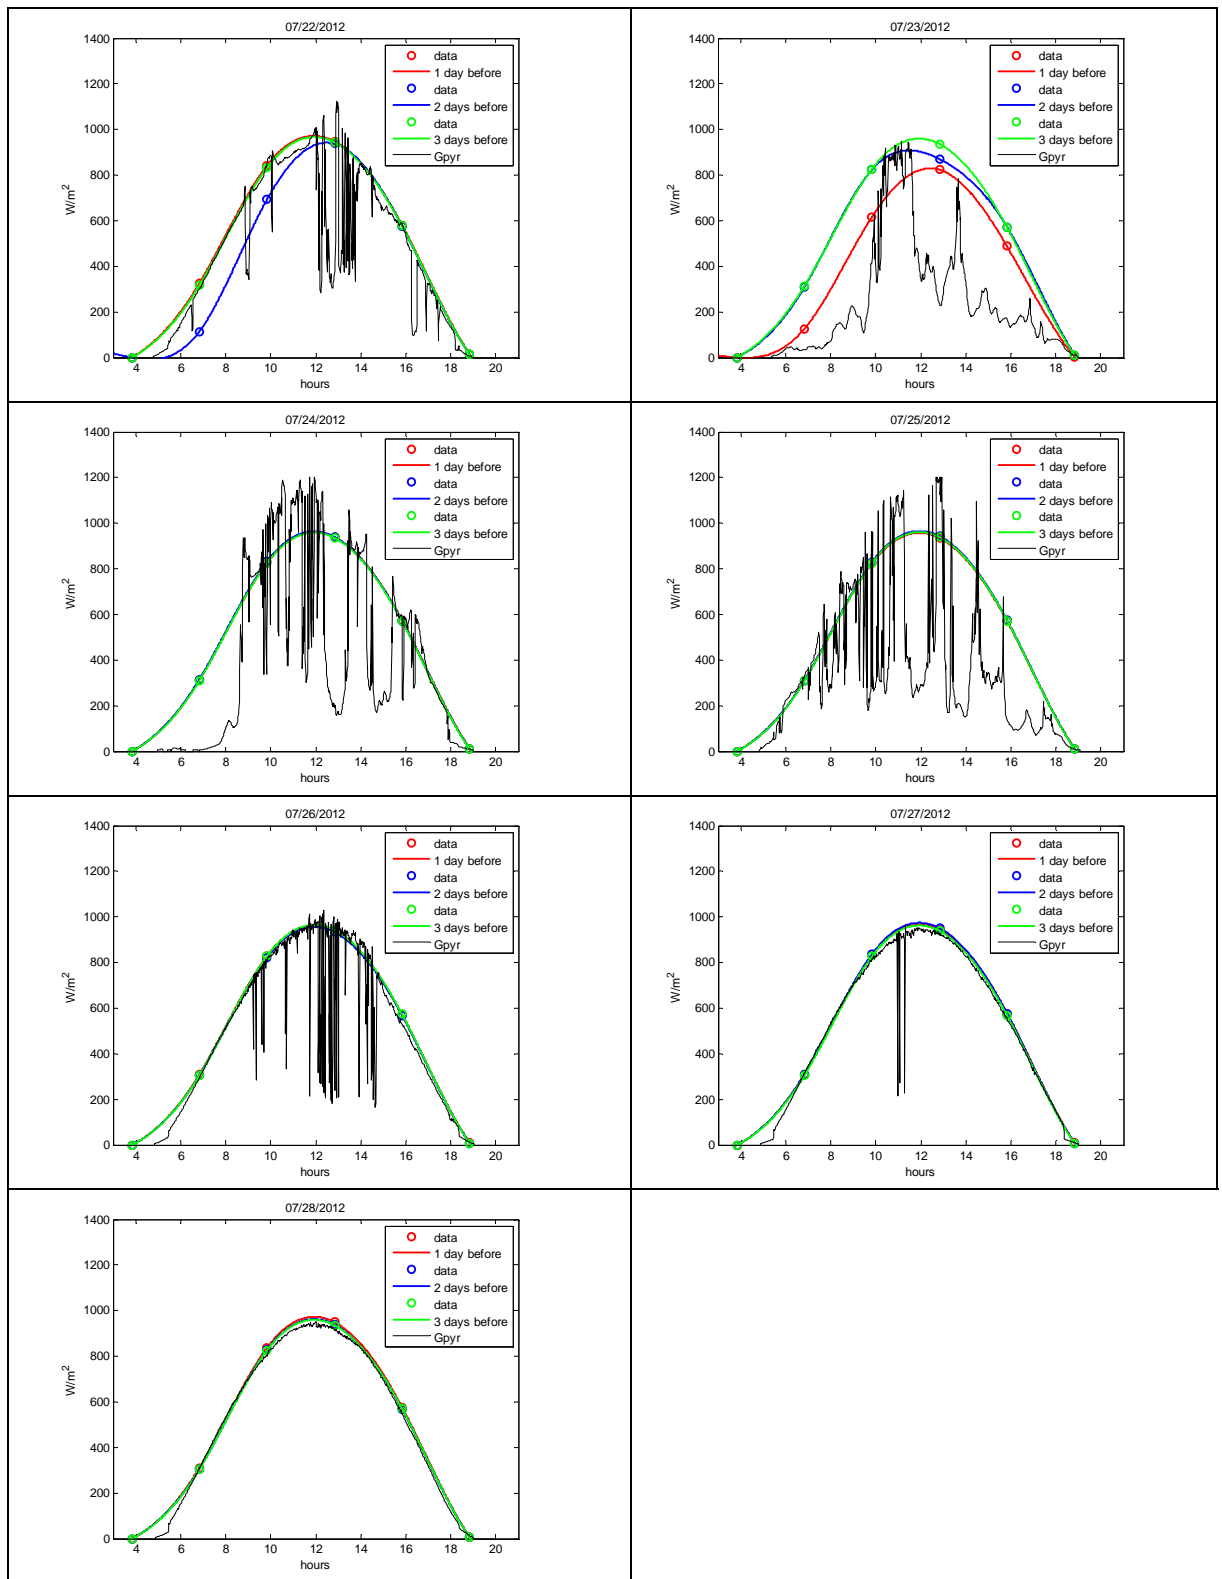 07/22/2012
1400
1200
1000
800
600
400
200
0
W/m2
4 6 8 10 12 14 16 18 20
hours
data
1 day before
data
2 days before
data
3 days before
Gpyr
07/23/2012
1400
1200
1000
800
600
400
200
0
W/m2
4 6 8 10 12 14 16 18 20
hours
data
1 day before
data
2 days before
data
3 days before
Gpyr
07/24/2012
1400
1200
1000
800
600
400
200
0
W/m2
4 6 8 10 12 14 16 18 20
hours
data
1 day before
data
2 days before
data
3 days before
Gpyr
07/25/2012
1400
1200
1000
800
600
400
200
0
W/m2
4 6 8 10 12 14 16 18 20
hours
data
1 day before
data
2 days before
data
3 days before
Gpyr
07/26/2012
1400
1200
1000
800
600
400
200
0
W/m2
4 6 8 10 12 14 16 18 20
hours
data
1 day before
data
2 days before
data
3 days before
Gpyr
07/27/2012
1400
1200
1000
800
600
400
200
0
W/m2
4 6 8 10 12 14 16 18 20
hours
data
1 day before
data
2 days before
data
3 days before
Gpyr
07/28/2012
1400
1200
1000
800
600
400
200
0
W/m2
4 6 8 10 12 14 16 18 20
hours
data
1 day before
data
2 days before
data
3 days before
Gpyr